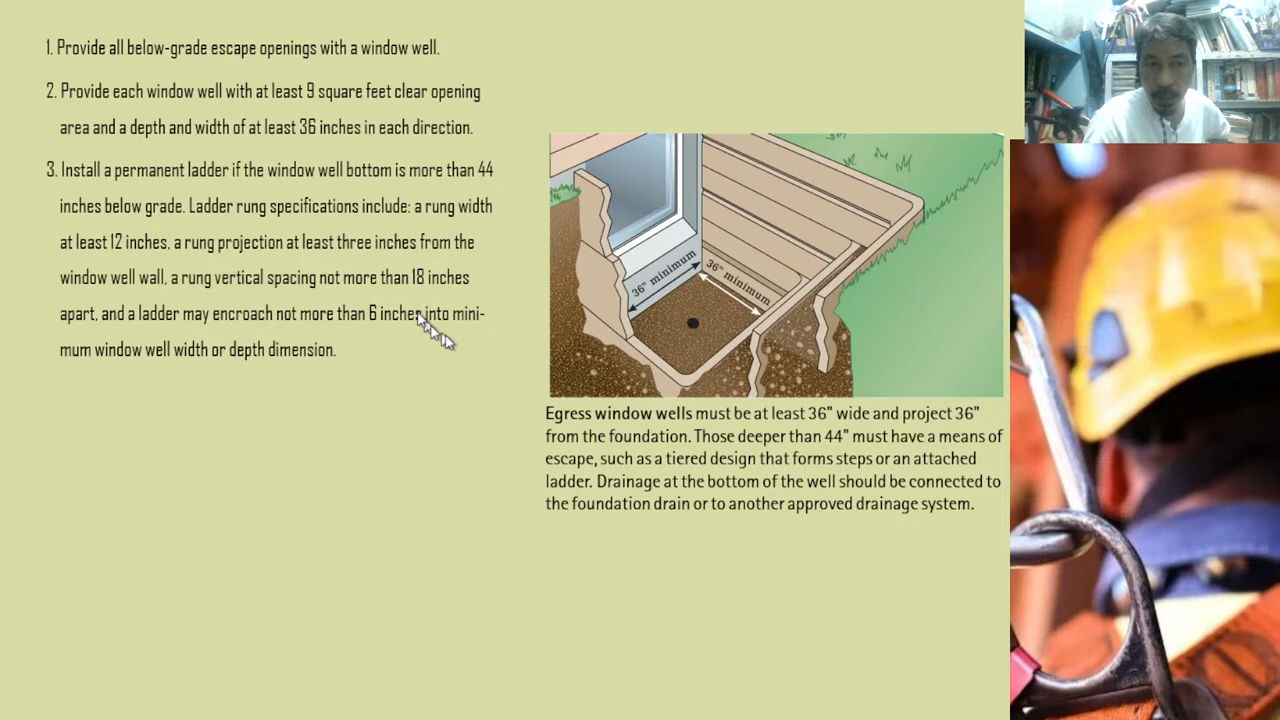 1. Provide all below-grade escape openings with a window well.
2. Provide each window well with at least 9 square feet clear opening
area and a depth and width of at least 36 inches in each direction.
3. Install a permanent ladder if the window well bottom is more than 44
inches below grade. Ladder rung specifications include: a rung width
at least 12 inches, a rung projection at least three inches from the
window well wall, a rung vertical spacing not more than 18 inches
apart, and a ladder may encroach not more than 6 inches into mini-
mum window well width or depth dimension.
36" minimum
36" minimum
Egress window wells must be at least 36" wide and project 36"
from the foundation. Those deeper than 44" must have a means of
escape, such as a tiered design that forms steps or an attached
ladder. Drainage at the bottom of the well should be connected to
the foundation drain or to another approved drainage system.